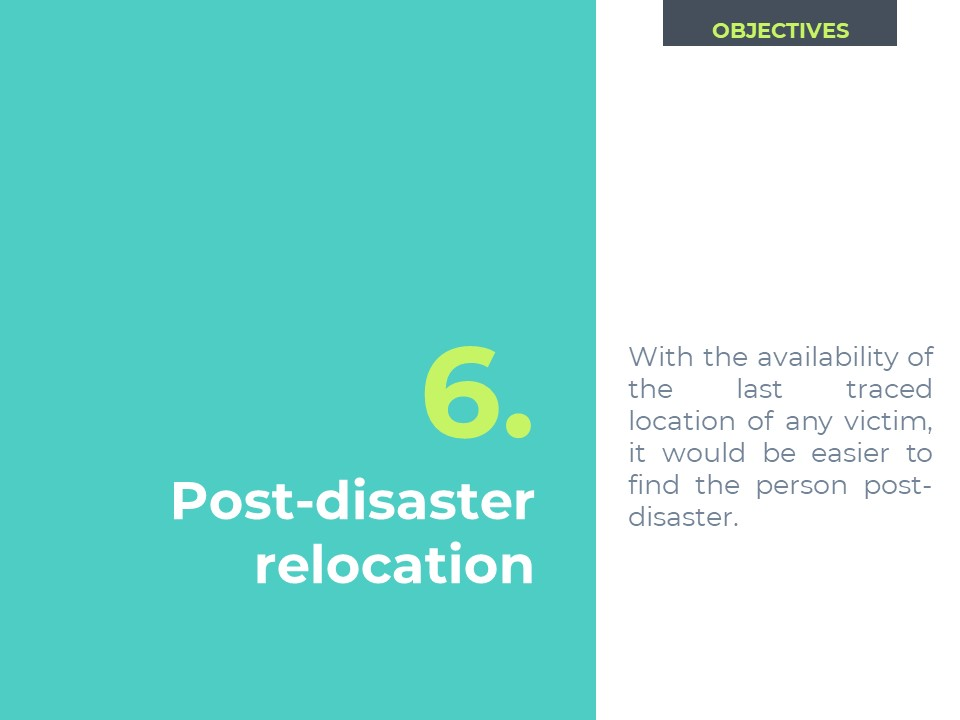 OBJECTIVES
6.
Post-disaster
relocation
With the availability of
the last traced
location of any victim,
it would be easier to
find the person post-
disaster.